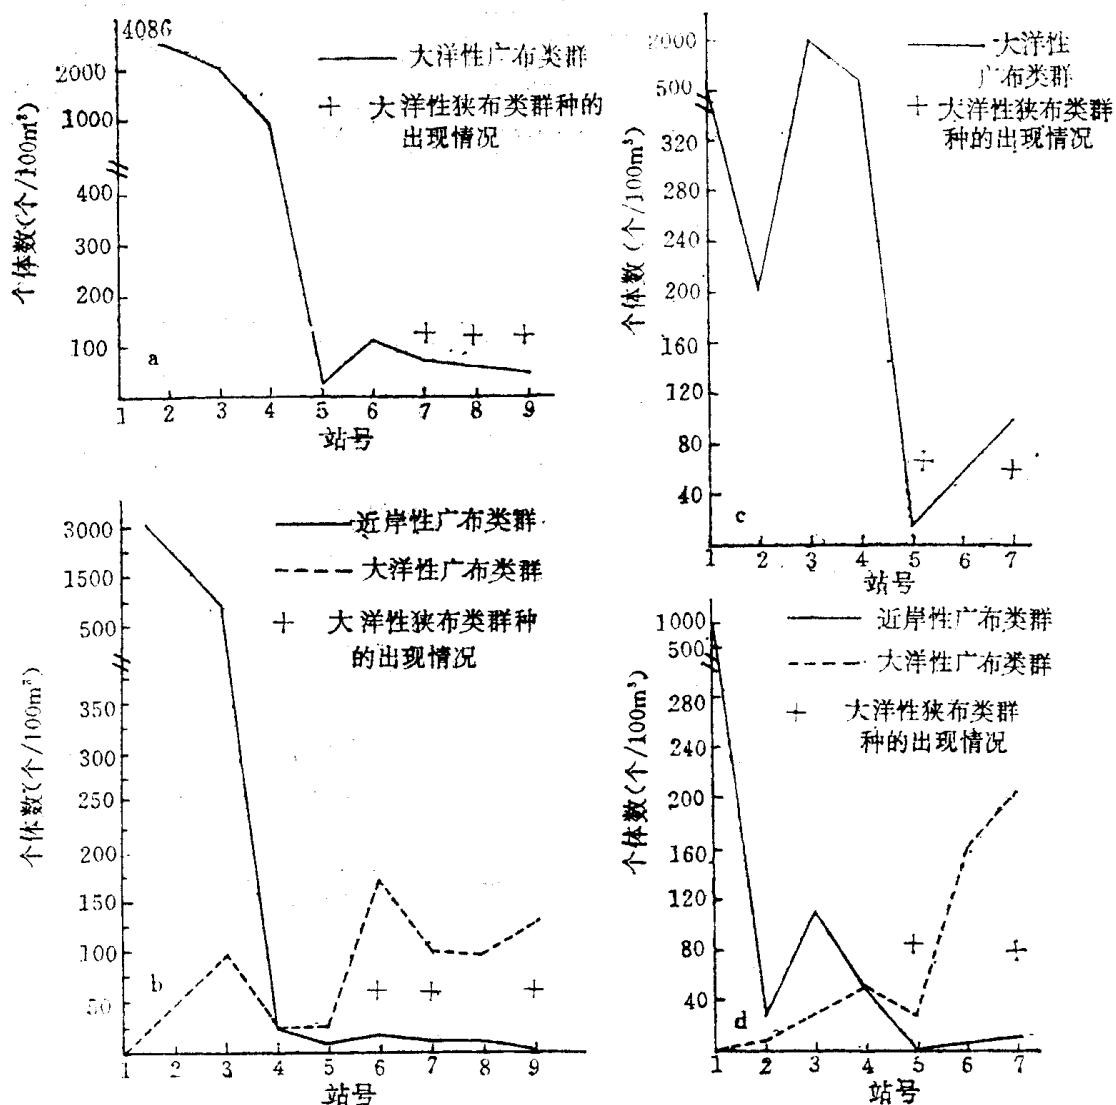 4086
2000
1000
400
300
200
100
个体数(个/100m³)
大洋性广布类群
+ 大洋性狭布类群种的
出现情况
a
1 2 3 4 5 6 7 8 9
站号
2000
500
320
280
240
200
160
120
80
40
个体数(个/100m³)
大洋性
广布类群
+ 大洋性狭布类群
种的出现情况
c
1 2 3 4 5 6 7
站号
3000
1500
500
350
300
250
200
150
100
50
个体数(个/100m³)
近岸性广布类群
大洋性广布类群
+ 大洋性狭布类群种
的出现情况
b
1 2 3 4 5 6 7 8 9
站号
1000
500
280
240
200
160
120
80
40
个体数(个/100m³)
近岸性广布类群
大洋性广布类群
+ 大洋性狭布类群
种的出现情况
d
1 2 3 4 5 6 7
站号